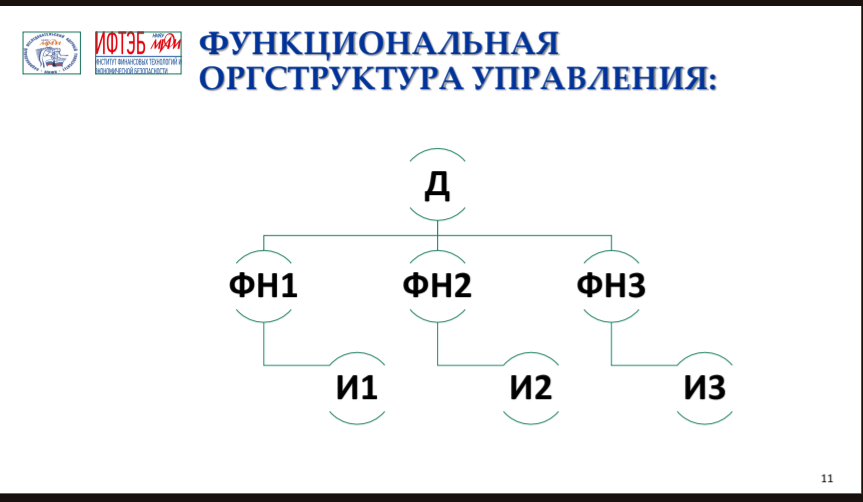 ИФТЭБ
НИЯУ
МИФИ
ИНСТИТУТ ФИНАНСОВЫХ ТЕХНОЛОГИЙ И
ЭКОНОМИЧЕСКОЙ БЕЗОПАСНОСТИ
ФУНКЦИОНАЛЬНАЯ
ОРГСТРУКТУРА УПРАВЛЕНИЯ:
Д
ФН1
ФН2
ФН3
И1
И2
И3
11